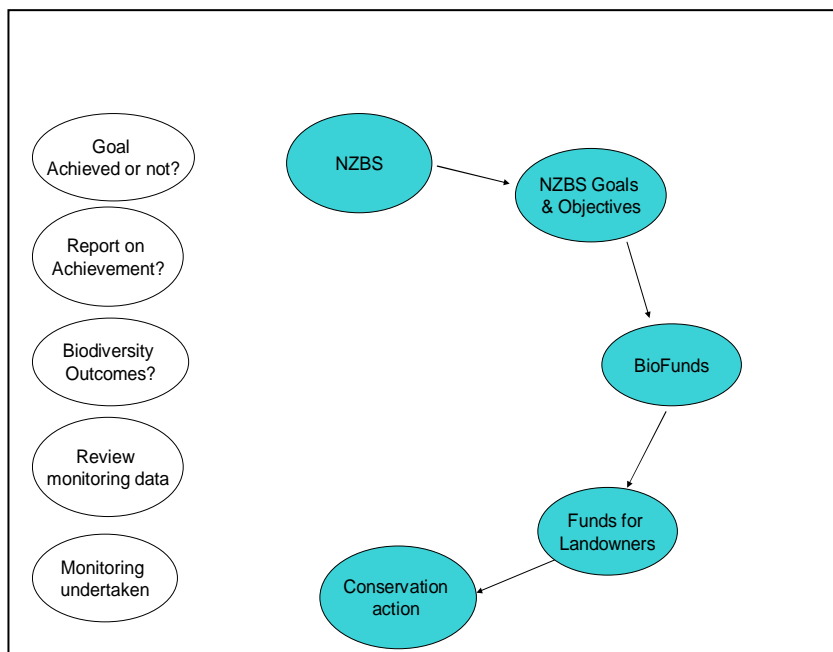 Goal
Achieved or not?
Report on
Achievement?
Biodiversity
Outcomes?
Review
monitoring data
Monitoring
undertaken
NZBS
NZBS Goals
& Objectives
BioFunds
Funds for
Landowners
Conservation
action